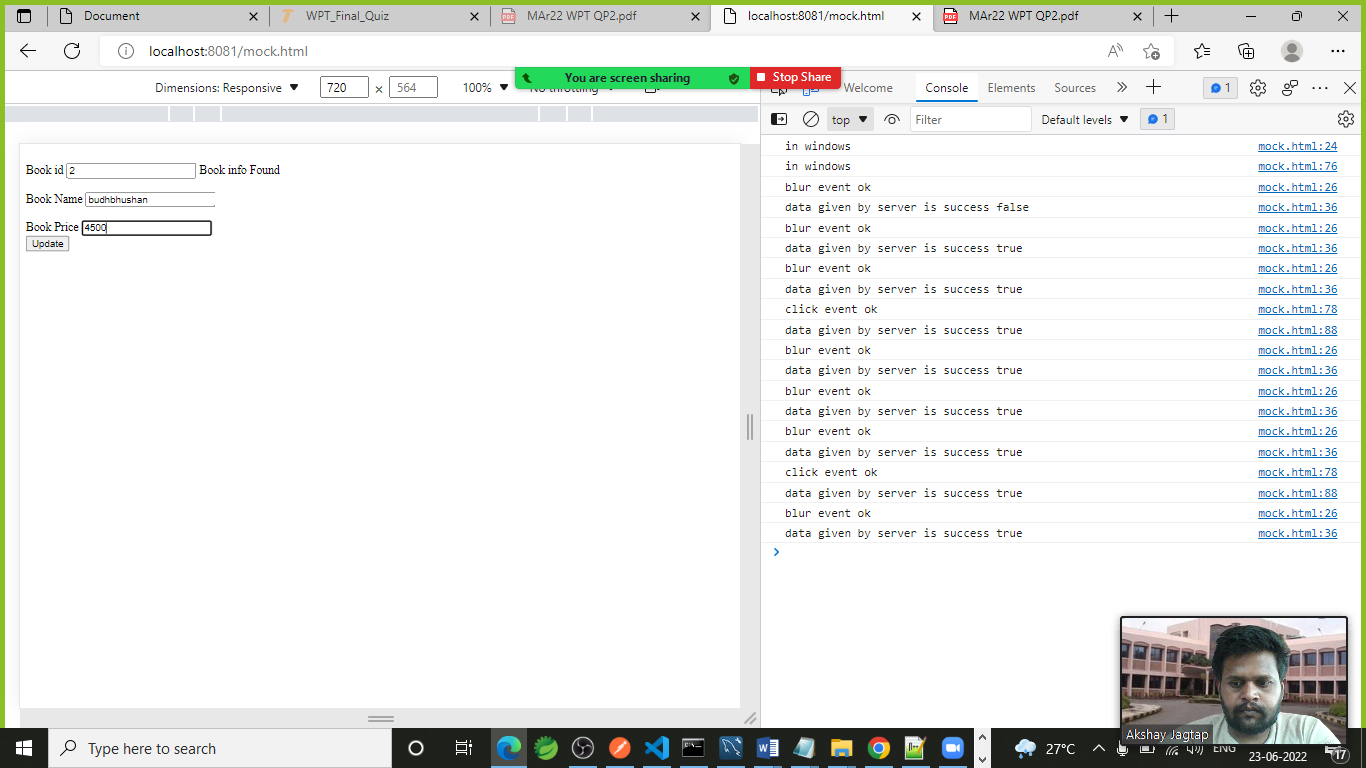 Document
WPT_Final_Quiz
MAr22 WPT QP2.pdf
localhost:8081/mock.html
MAr22 WPT QP2.pdf
localhost:8081/mock.html
Dimensions: Responsive
720
×
564
100%
No throttling
You are screen sharing
Stop Share
Welcome
Console
Elements
Sources
1
top
Filter
Default levels
1
Book id 2 Book info Found
Book Name budhbhushan
Book Price 4500
Update
in windows mock.html:24
in windows mock.html:76
blur event ok mock.html:26
data given by server is success false mock.html:36
blur event ok mock.html:26
data given by server is success true mock.html:36
blur event ok mock.html:26
data given by server is success true mock.html:36
click event ok mock.html:78
data given by server is success true mock.html:88
blur event ok mock.html:26
data given by server is success true mock.html:36
blur event ok mock.html:26
data given by server is success true mock.html:36
blur event ok mock.html:26
data given by server is success true mock.html:36
click event ok mock.html:78
data given by server is success true mock.html:88
blur event ok mock.html:26
data given by server is success true mock.html:36
Akshay Jagtap
Type here to search
27°C
ENG
23-06-2022
17